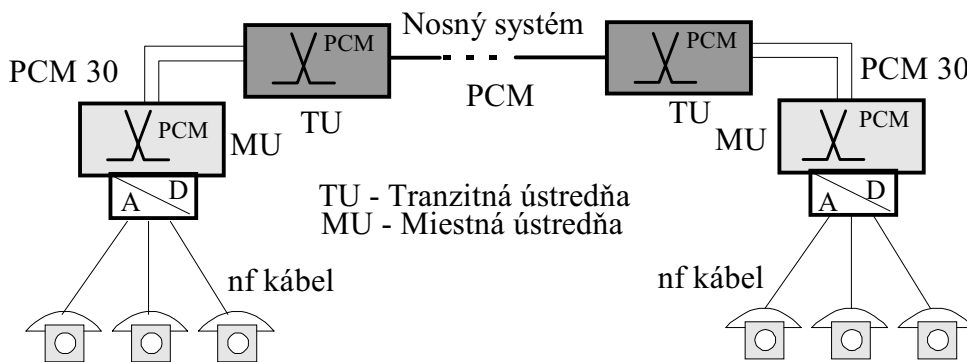 Nosný systém
PCM
PCM
PCM 30
PCM
PCM 30
TU
TU
PCM
MU
MU
PCM
A D
A D
TU - Tranzitná ústredňa
MU - Miestná ústredňa
nf kábel
nf kábel